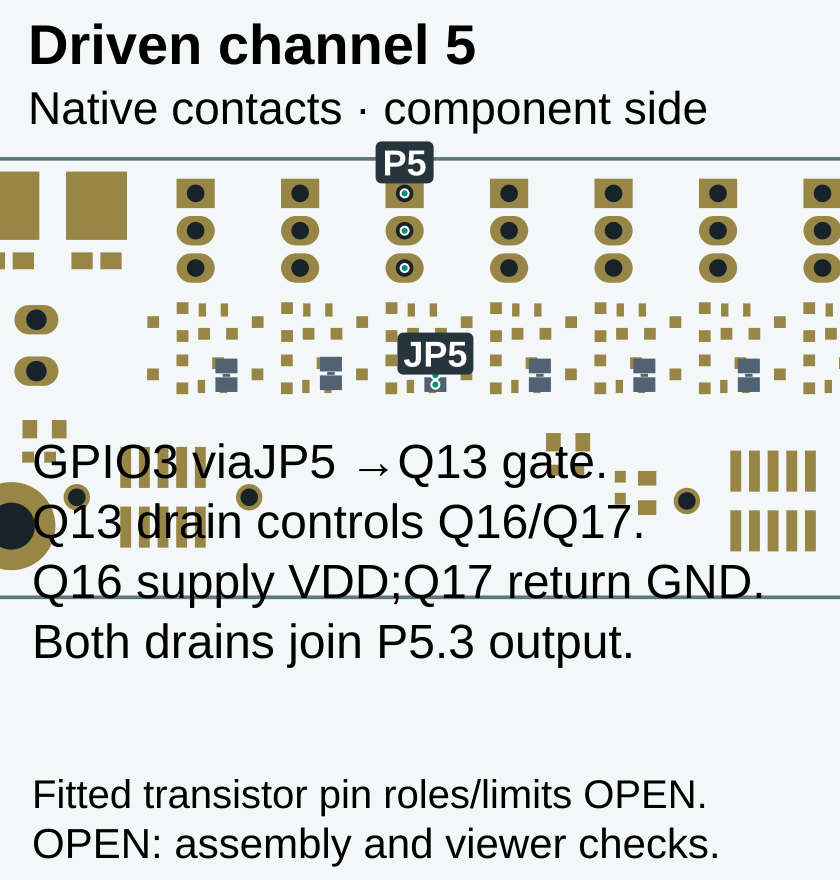 Driven channel 5
Native contacts · component side
P5
JP5
GPIO3 viaJP5 →Q13 gate.
Q13 drain controls Q16/Q17.
Q16 supply VDD;Q17 return GND.
Both drains join P5.3 output.
Fitted transistor pin roles/limits OPEN.
OPEN: assembly and viewer checks.